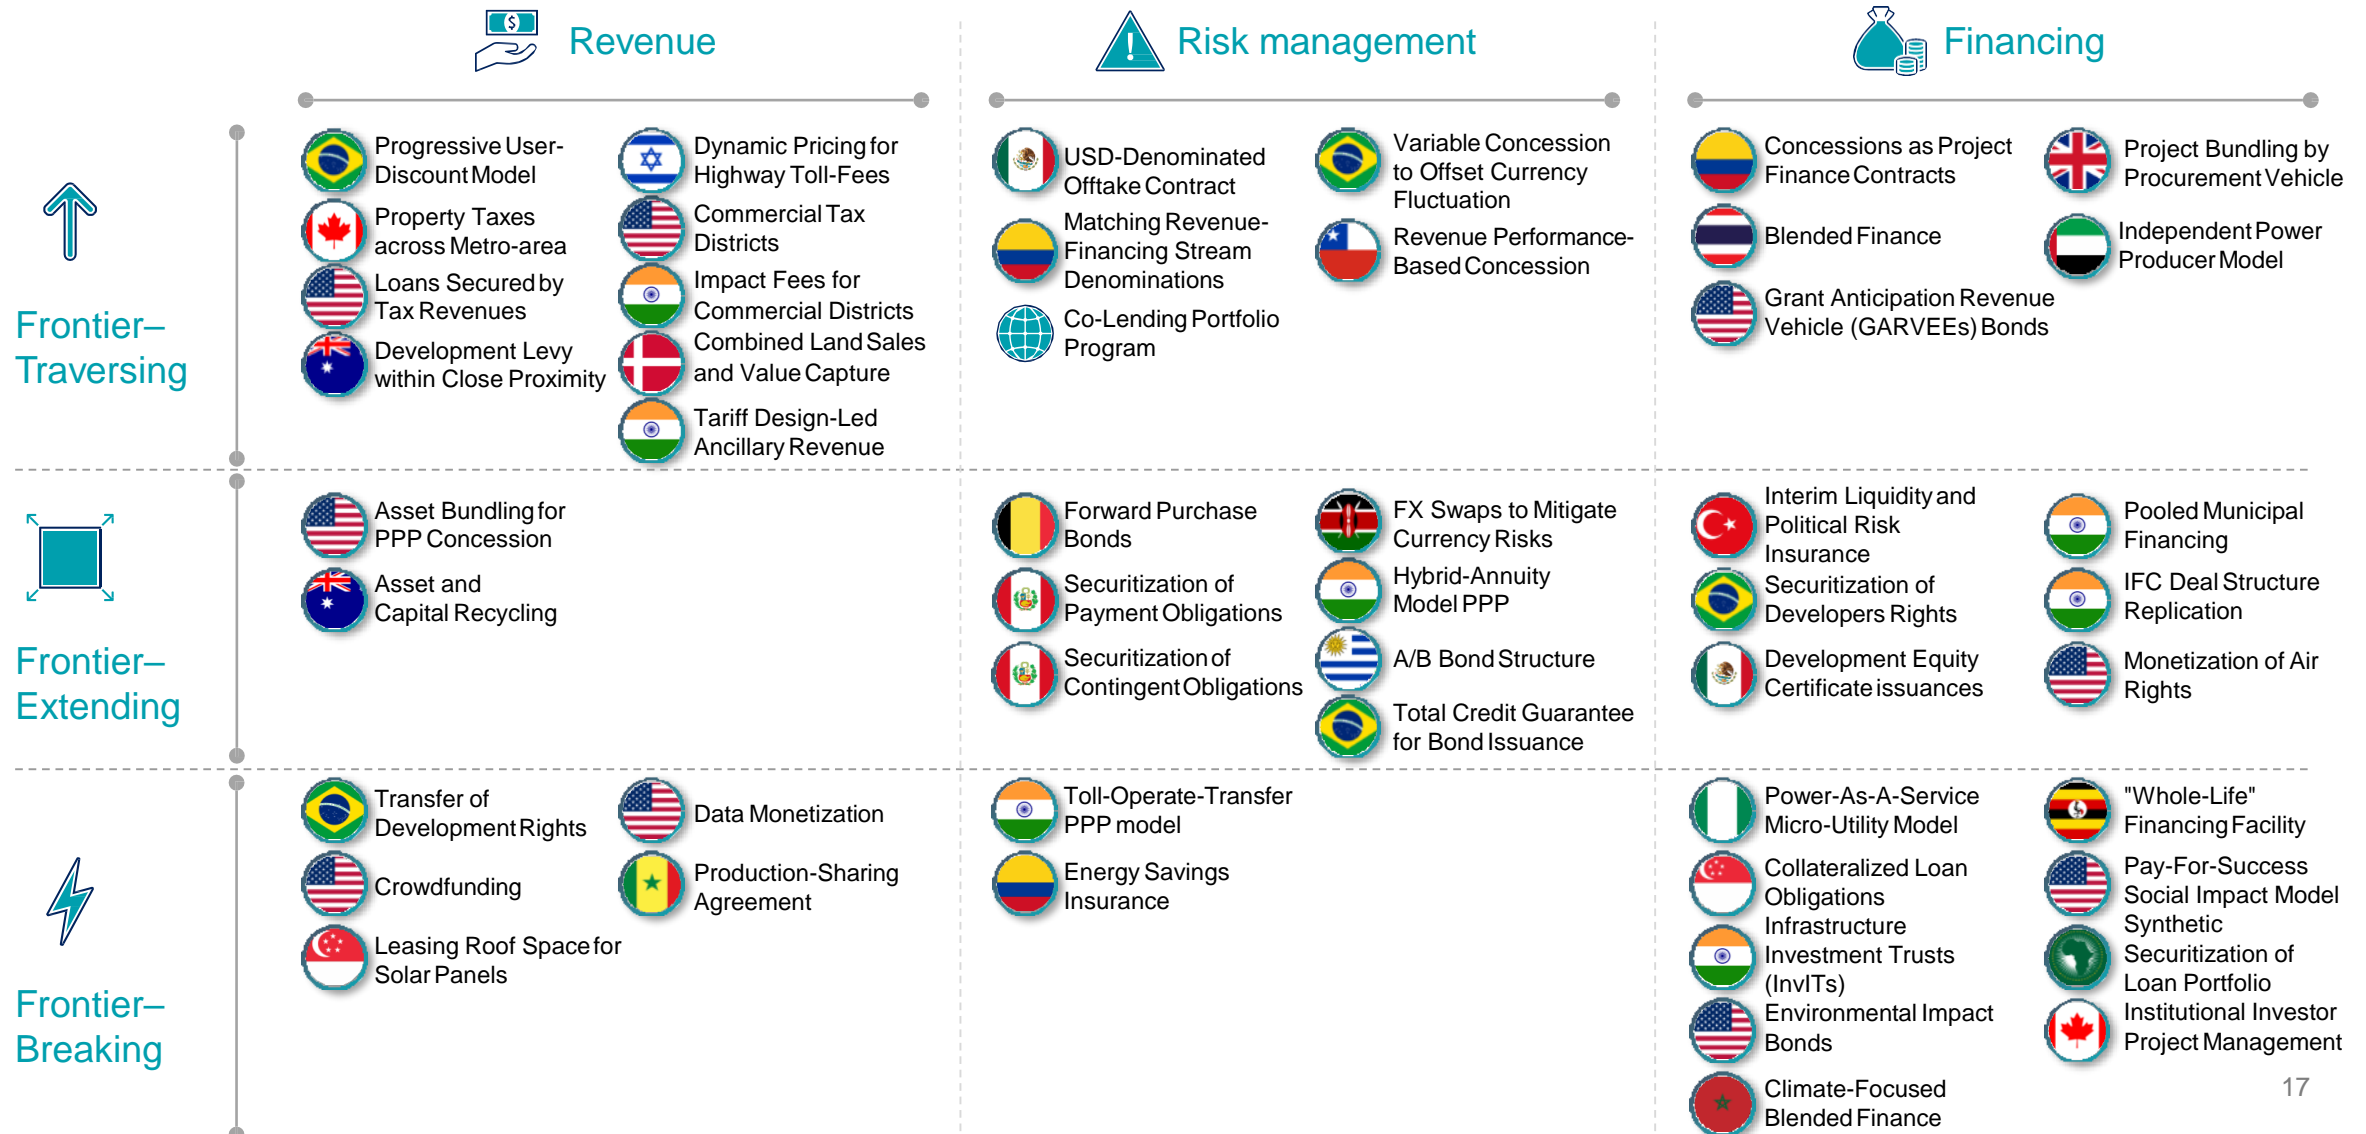 Revenue
Risk management
Financing
Frontier–
Traversing
Progressive User-
Discount Model
Property Taxes
across Metro-area
Loans Secured by
Tax Revenues
Development Levy
within Close Proximity
Dynamic Pricing for
Highway Toll-Fees
Commercial Tax
Districts
Impact Fees for
Commercial Districts
Combined Land Sales
and Value Capture
Tariff Design-Led
Ancillary Revenue
USD-Denominated
Offtake Contract
Matching Revenue-
Financing Stream
Denominations
Co-Lending Portfolio
Program
Variable Concession
to Offset Currency
Fluctuation
Revenue Performance-
Based Concession
Concessions as Project
Finance Contracts
Blended Finance
Grant Anticipation Revenue
Vehicle (GARVEEs) Bonds
Project Bundling by
Procurement Vehicle
Independent Power
Producer Model
Frontier–
Extending
Asset Bundling for
PPP Concession
Asset and
Capital Recycling
Forward Purchase
Bonds
Securitization of
Payment Obligations
Securitization of
Contingent Obligations
FX Swaps to Mitigate
Currency Risks
Hybrid-Annuity
Model PPP
A/B Bond Structure
Total Credit Guarantee
for Bond Issuance
Interim Liquidity and
Political Risk
Insurance
Securitization of
Developers Rights
Development Equity
Certificate issuances
Pooled Municipal
Financing
IFC Deal Structure
Replication
Monetization of Air
Rights
Frontier–
Breaking
Transfer of
Development Rights
Crowdfunding
Leasing Roof Space for
Solar Panels
Data Monetization
Production-Sharing
Agreement
Toll-Operate-Transfer
PPP model
Energy Savings
Insurance
Power-As-A-Service
Micro-Utility Model
Collateralized Loan
Obligations
Infrastructure
Investment Trusts
(InvITs)
Environmental Impact
Bonds
Climate-Focused
Blended Finance
"Whole-Life"
Financing Facility
Pay-For-Success
Social Impact Model
Synthetic
Securitization of
Loan Portfolio
Institutional Investor
Project Management
17